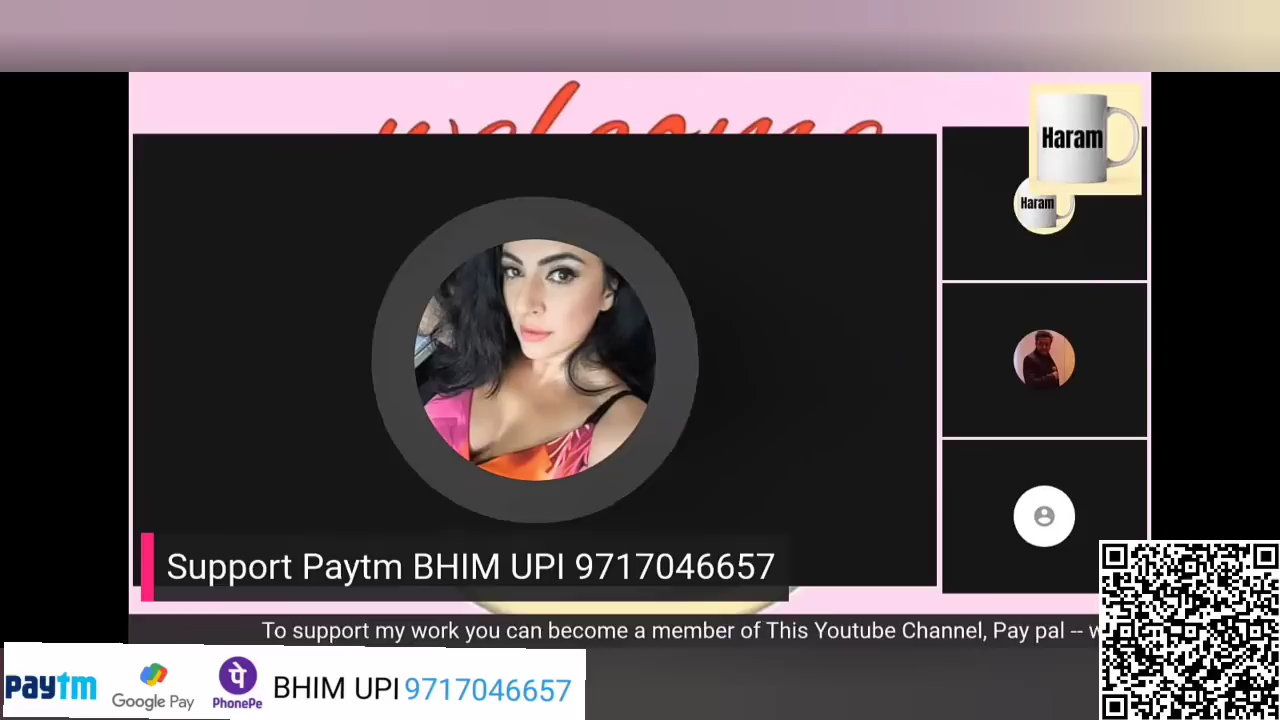 welcome
Haram
Haram
Support Paytm BHIM UPI 9717046657
To support my work you can become a member of This Youtube Channel, Pay pal --
paytm
Google Pay
पे
PhonePe
BHIM UPI 9717046657